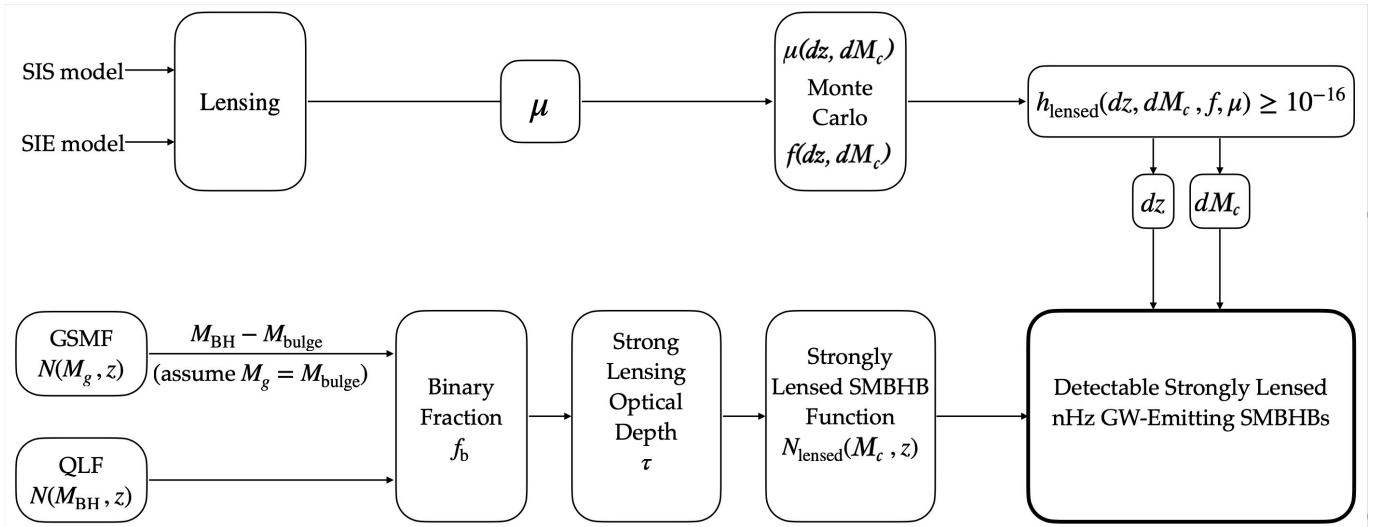 SIS model
SIE model
Lensing
μ
μ(dz, dM_c)
Monte
Carlo
f(dz, dM_c)
h_lensed(dz, dM_c, f, μ) ≥ 10^−16
dz
dM_c
GSMF
N(M_g, z)
M_BH − M_bulge
(assume M_g = M_bulge)
QLF
N(M_BH, z)
Binary
Fraction
f_b
Strong
Lensing
Optical
Depth
τ
Strongly
Lensed SMBHB
Function
N_lensed(M_c, z)
Detectable Strongly Lensed
nHz GW-Emitting SMBHBs